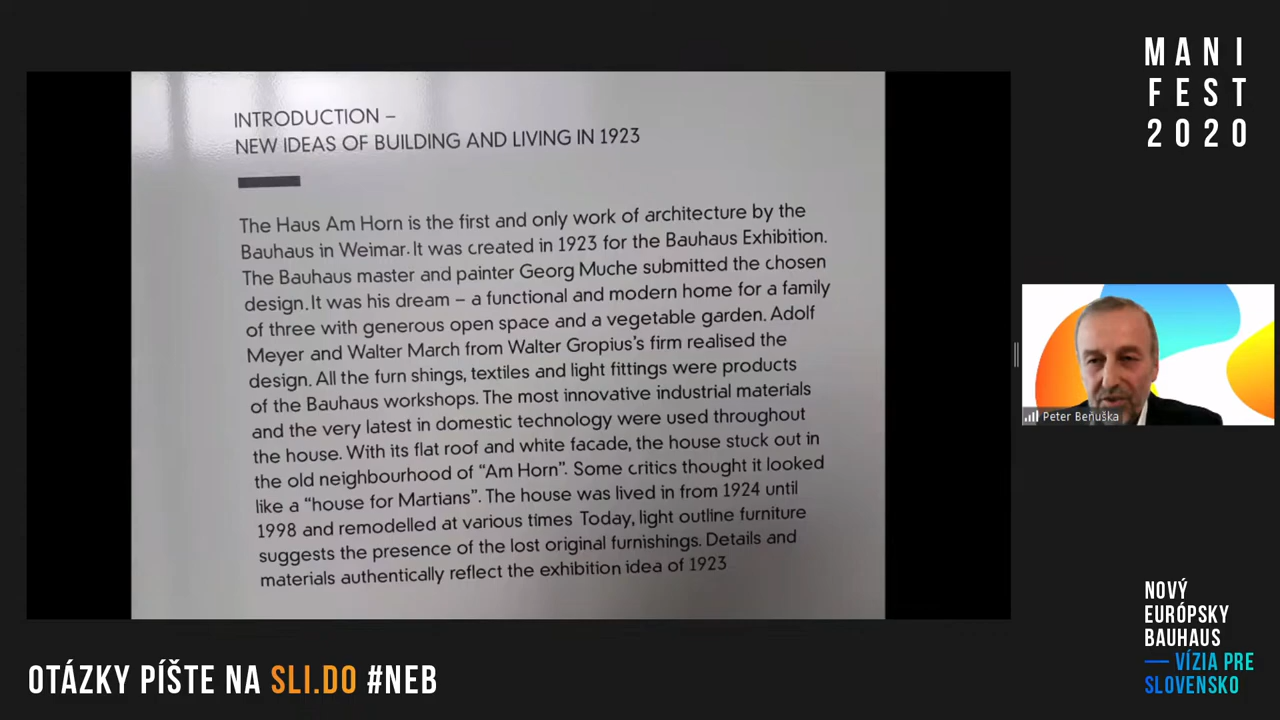 MANI
FEST
2020
INTRODUCTION –
NEW IDEAS OF BUILDING AND LIVING IN 1923
The Haus Am Horn is the first and only work of architecture by the
Bauhaus in Weimar. It was created in 1923 for the Bauhaus Exhibition.
The Bauhaus master and painter Georg Muche submitted the chosen
design. It was his dream – a functional and modern home for a family
of three with generous open space and a vegetable garden. Adolf
Meyer and Walter March from Walter Gropius's firm realised the
design. All the furn shings, textiles and light fittings were products
of the Bauhaus workshops. The most innovative industrial materials
and the very latest in domestic technology were used throughout
the house. With its flat roof and white facade, the house stuck out in
the old neighbourhood of “Am Horn”. Some critics thought it looked
like a “house for Martians”. The house was lived in from 1924 until
1998 and remodelled at various times Today, light outline furniture
suggests the presence of the lost original furnishings. Details and
materials authentically reflect the exhibition idea of 1923
Peter Beňuška
NOVÝ
EURÓPSKY
BAUHAUS
— VÍZIA PRE
SLOVENSKO
OTÁZKY PÍŠTE NA SLI.DO #NEB